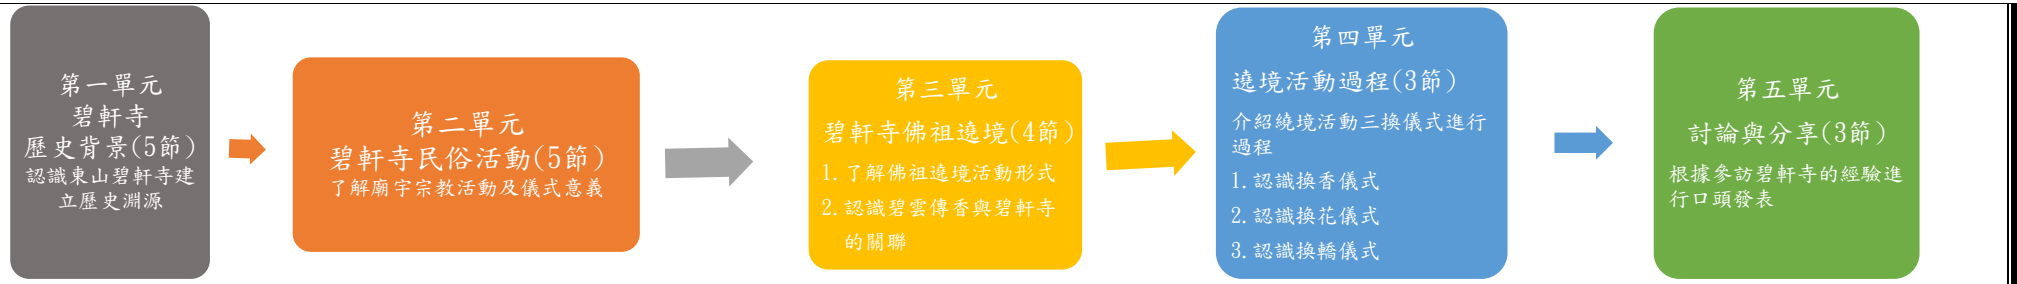 第一單元
碧軒寺
歷史背景(5節)
認識東山碧軒寺建
立歷史淵源
第二單元
碧軒寺民俗活動(5節)
了解廟宇宗教活動及儀式意義
第三單元
碧軒寺佛祖遶境(4節)
1.了解佛祖遶境活動形式
2.認識碧雲傳香與碧軒寺
的關聯
第四單元
遶境活動過程(3節)
介紹繞境活動三換儀式進行
過程
1.認識換香儀式
2.認識換花儀式
3.認識換轎儀式
第五單元
討論與分享(3節)
根據參訪碧軒寺的經驗進
行口頭發表